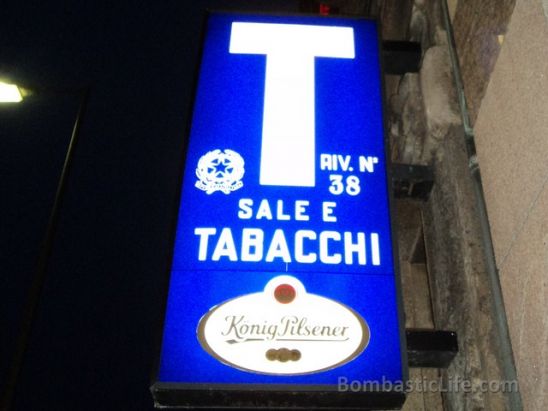 T
RIV. N°
38
SALE E
TABACCHI
König Pilsener
BombasticLife.com